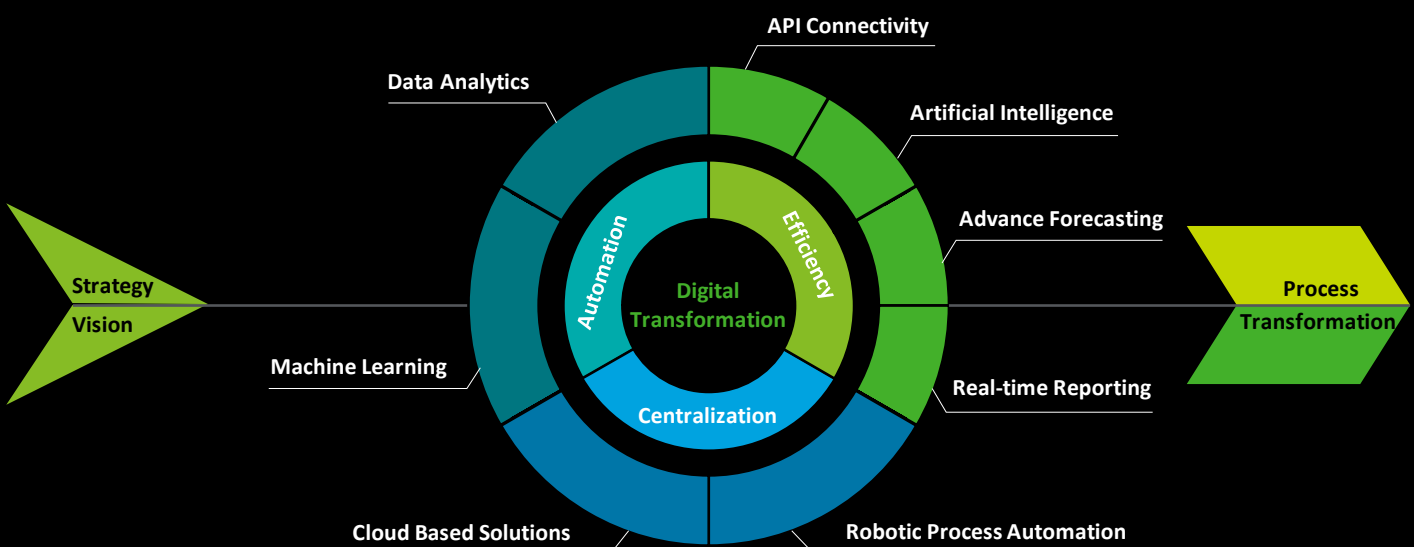 API Connectivity
Data Analytics
Artificial Intelligence
Advance Forecasting
Automation
Efficiency
Strategy
Vision
Digital
Transformation
Process
Transformation
Machine Learning
Real-time Reporting
Centralization
Cloud Based Solutions
Robotic Process Automation